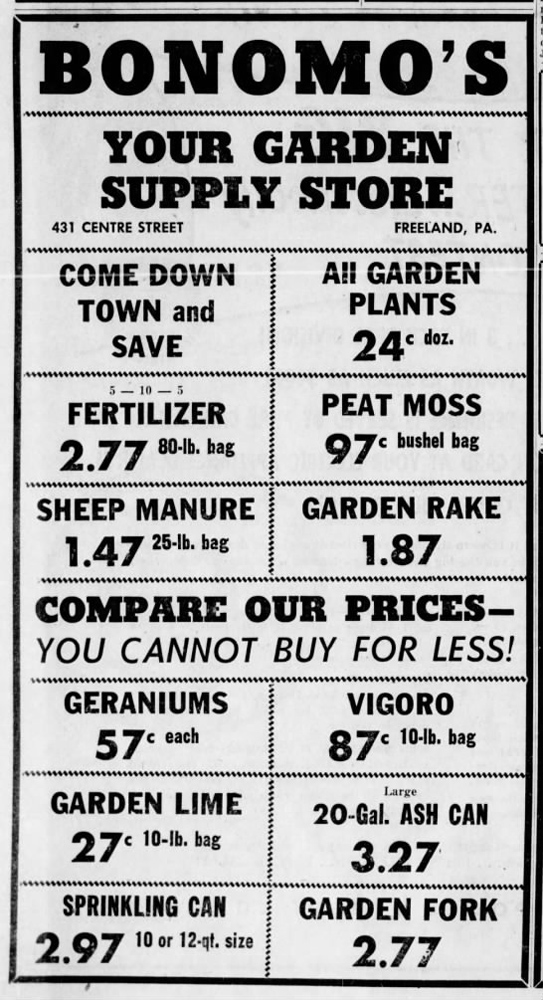 BONOMO'S
YOUR GARDEN
SUPPLY STORE
431 CENTRE STREET FREELAND, PA.
COME DOWN
TOWN and
SAVE
All GARDEN
PLANTS
24c doz.
5 — 10 — 5
FERTILIZER
2.77 80-lb. bag
PEAT MOSS
97c bushel bag
SHEEP MANURE
1.47 25-lb. bag
GARDEN RAKE
1.87
COMPARE OUR PRICES—
YOU CANNOT BUY FOR LESS!
GERANIUMS
57c each
VIGORO
87c 10-lb. bag
GARDEN LIME
27c 10-lb. bag
Large
20-Gal. ASH CAN
3.27
SPRINKLING CAN
2.97 10 or 12-qt. size
GARDEN FORK
2.77